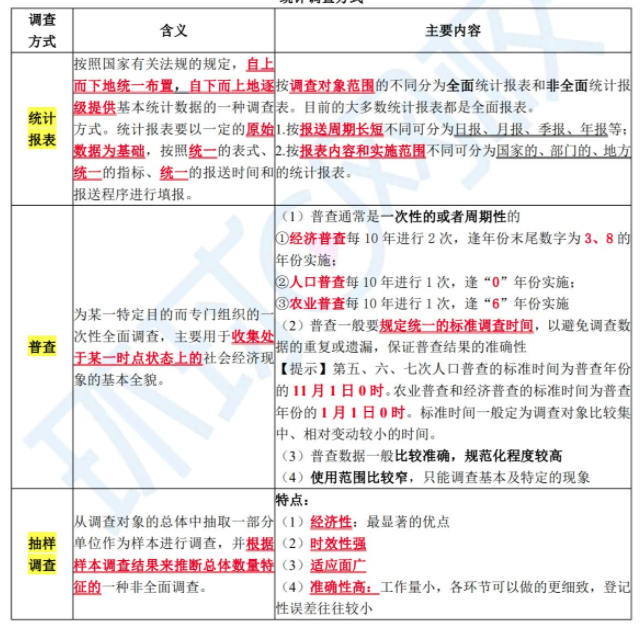 统计调查方式
调查
方式
含义
主要内容
统计
报表
按照国家有关法规的规定，自上
而下地统一布置，自下而上地逐
级提供基本统计数据的一种调查
方式。统计报表要以一定的原始
数据为基础，按照统一的表式、
统一的指标、统一的报送时间和
报送程序进行填报。
按调查对象范围的不同分为全面统计报表和非全面统计报
表。目前的大多数统计报表都是全面报表。
1.按报送周期长短不同可分为日报、月报、季报、年报等；
2.按报表内容和实施范围不同可分为国家的、部门的、地方
的统计报表。
普查
为某一特定目的而专门组织的一
次性全面调查，主要用于收集处
于某一时点状态上的社会经济现
象的基本全貌。
（1）普查通常是一次性的或者周期性的
①经济普查每 10 年进行 2 次，逢年份末尾数字为 3、8 的
年份实施；
②人口普查每 10 年进行 1 次，逢“0”年份实施；
③农业普查每 10 年进行 1 次，逢“6”年份实施
（2）普查一般要规定统一的标准调查时间，以避免调查数
据的重复或遗漏，保证普查结果的准确性
【提示】第五、六、七次人口普查的标准时间为普查年份
的 11 月 1 日 0 时。农业普查和经济普查的标准时间为普查
年份的 1 月 1 日 0 时。标准时间一般定为调查对象比较集
中、相对变动较小的时间。
（3）普查数据一般比较准确，规范化程度较高
（4）使用范围比较窄，只能调查基本及特定的现象
抽样
调查
从调查对象的总体中抽取一部分
单位作为样本进行调查，并根据
样本调查结果来推断总体数量特
征的一种非全面调查。
特点：
（1）经济性：最显著的优点
（2）时效性强
（3）适应面广
（4）准确性高：工作量小，各环节可以做的更细致，登记
性误差往往较小
环球网校